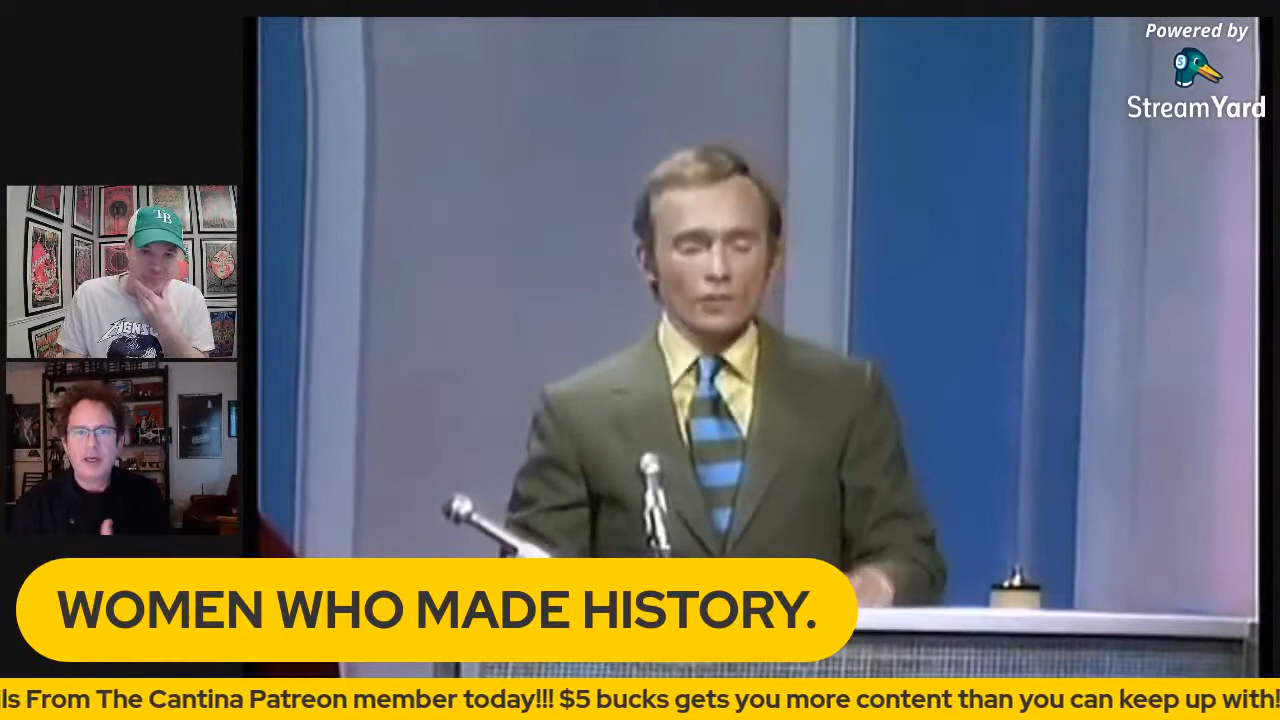 Powered by
StreamYard
TB
WOMEN WHO MADE HISTORY.
ls From The Cantina Patreon member today!!! $5 bucks gets you more content than you can keep up with!